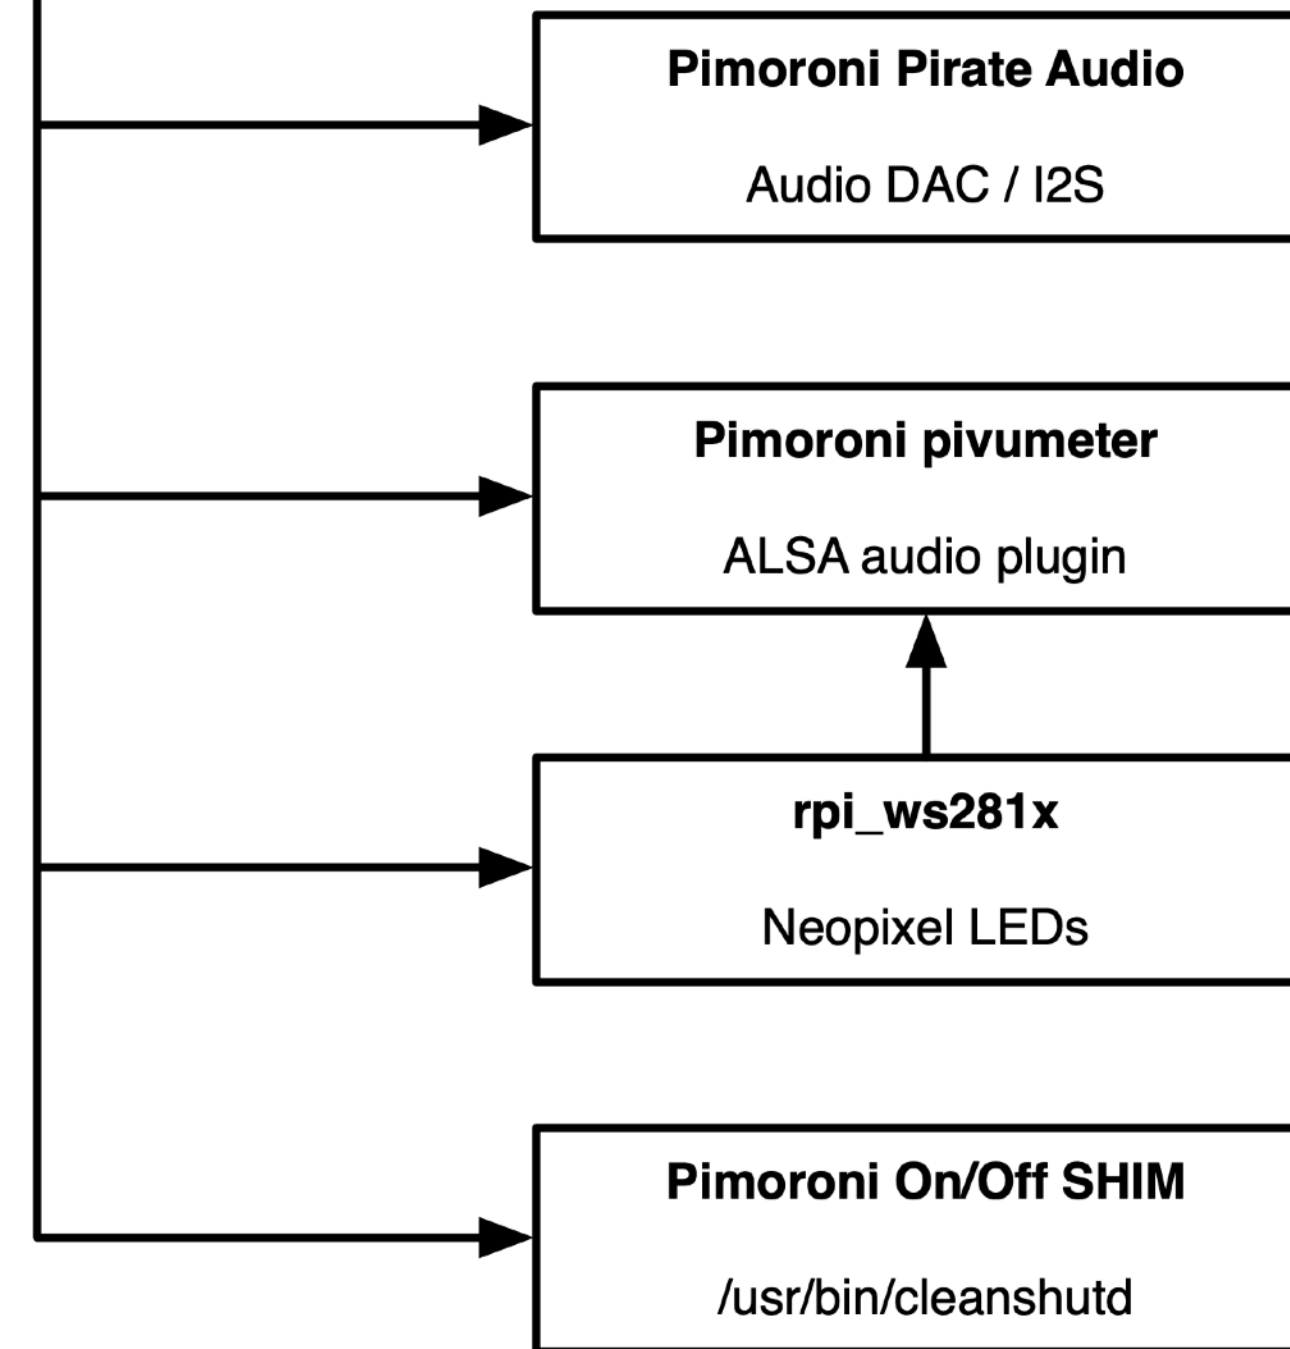 Pimoroni Pirate Audio
Audio DAC / I2S
Pimoroni pivumeter
ALSA audio plugin
rpi_ws281x
Neopixel LEDs
Pimoroni On/Off SHIM
/usr/bin/cleanshutd